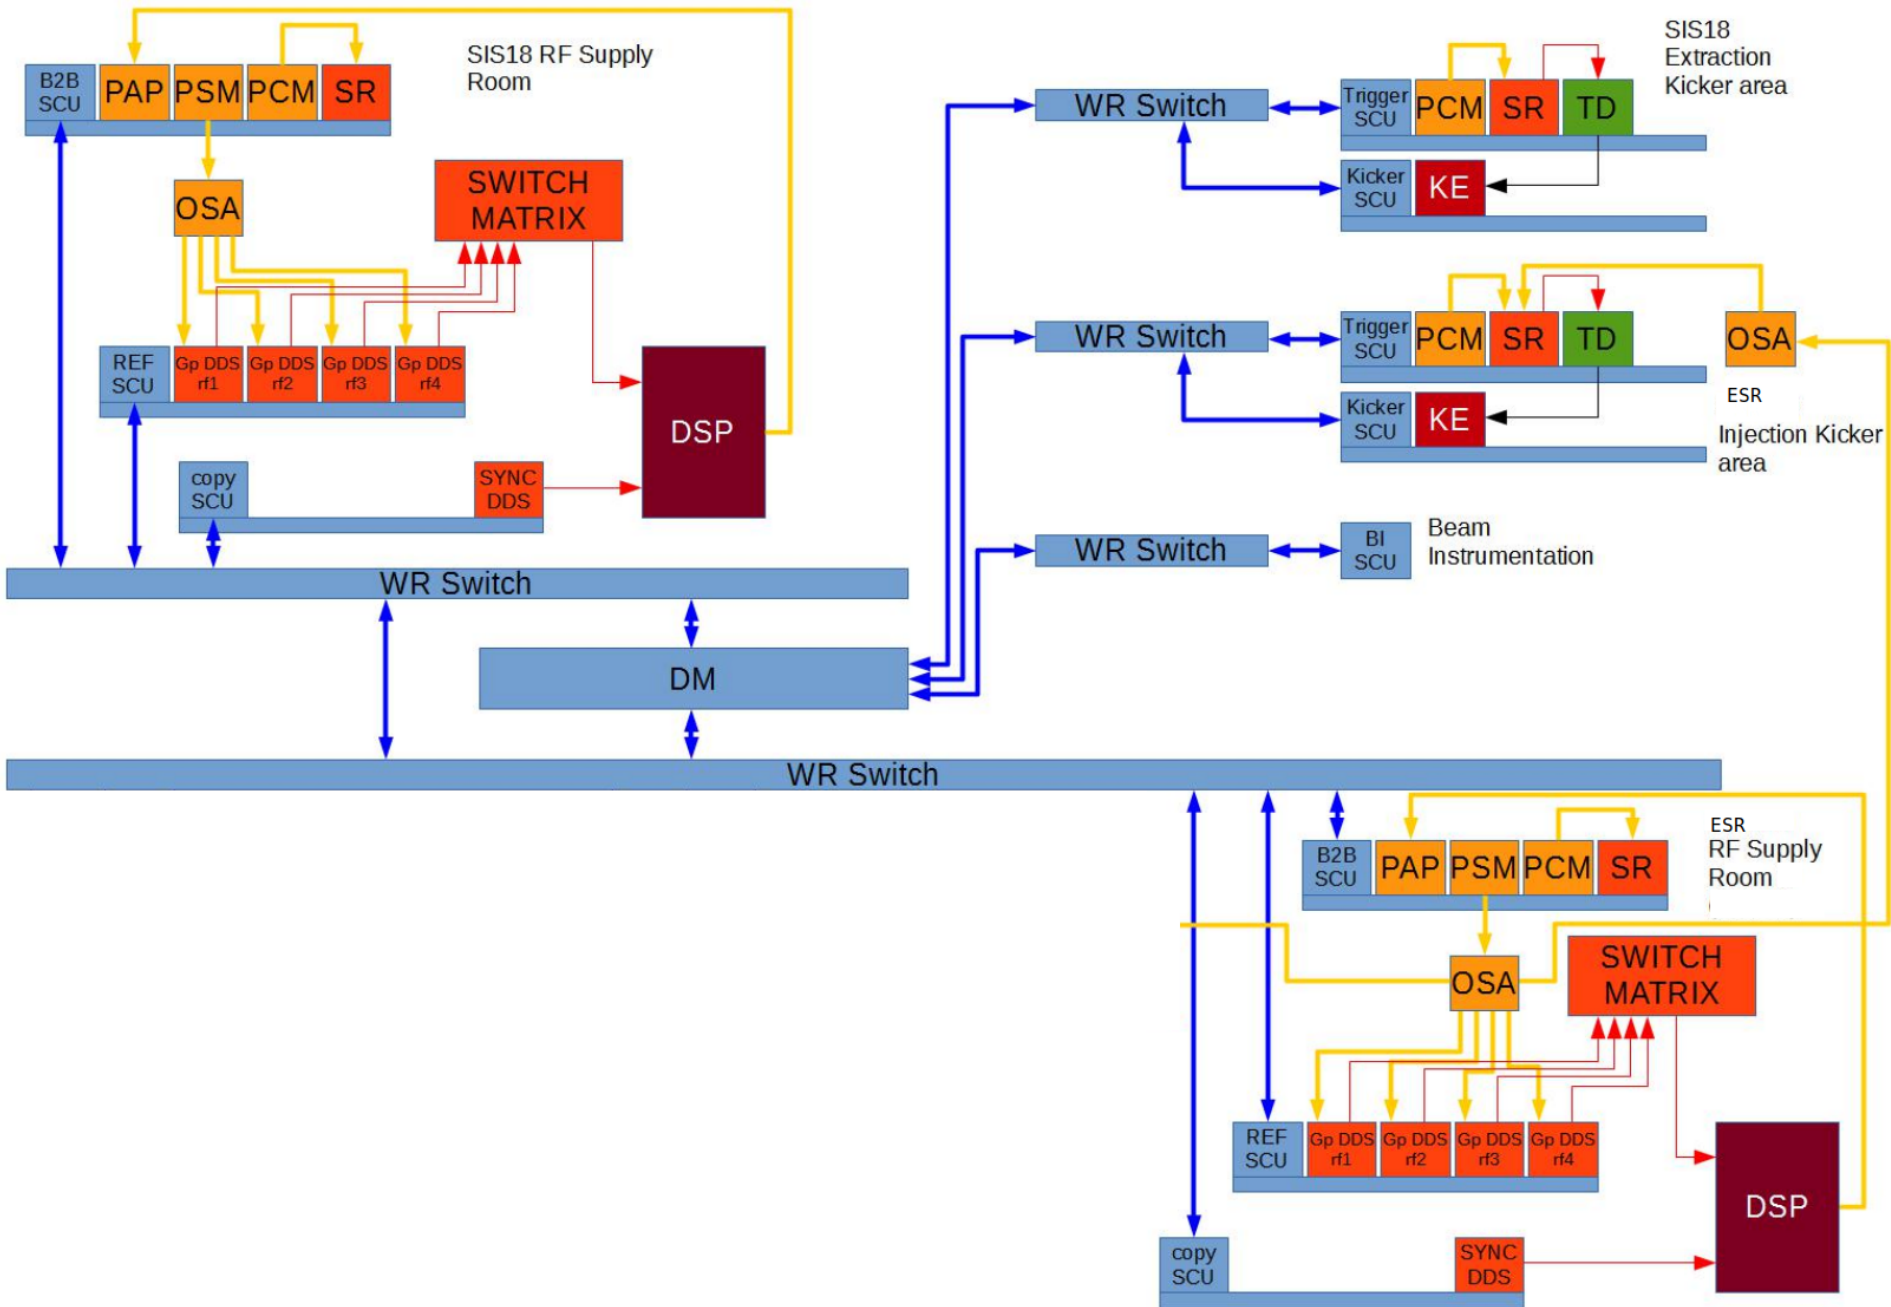 SIS18 RF Supply
Room
B2B
SCU
PAP
PSM
PCM
SR
OSA
SWITCH
MATRIX
REF
SCU
Gp DDS
rf1
Gp DDS
rf2
Gp DDS
rf3
Gp DDS
rf4
DSP
copy
SCU
SYNC
DDS
WR Switch
DM
WR Switch
SIS18
Extraction
Kicker area
WR Switch
Trigger
SCU
PCM
SR
TD
Kicker
SCU
KE
WR Switch
Trigger
SCU
PCM
SR
TD
OSA
Kicker
SCU
KE
ESR
Injection Kicker
area
WR Switch
BI
SCU
Beam
Instrumentation
ESR
RF Supply
Room
B2B
SCU
PAP
PSM
PCM
SR
OSA
SWITCH
MATRIX
REF
SCU
Gp DDS
rf1
Gp DDS
rf2
Gp DDS
rf3
Gp DDS
rf4
DSP
copy
SCU
SYNC
DDS